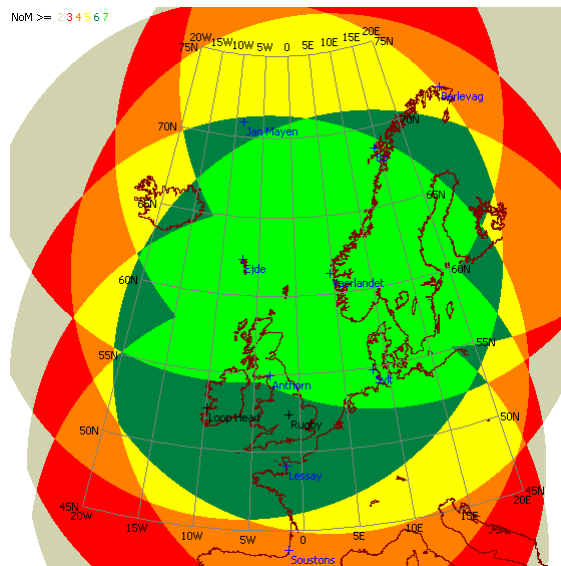 NoM >= 2 3 4 5 6 7
20W 15W 10W 5W 0 5E 10E 15E 20E
75N 75N
Berlevag
70N 70N
Jan Mayen
65N 65N
60N Ejde Værlandet 60N
55N 55N
Anthorn Sylt
Loop Head Rugby
50N 50N
Lessay
45N 45N
20W 15W 10W 5W 0 5E 10E 15E 20E
Soustons